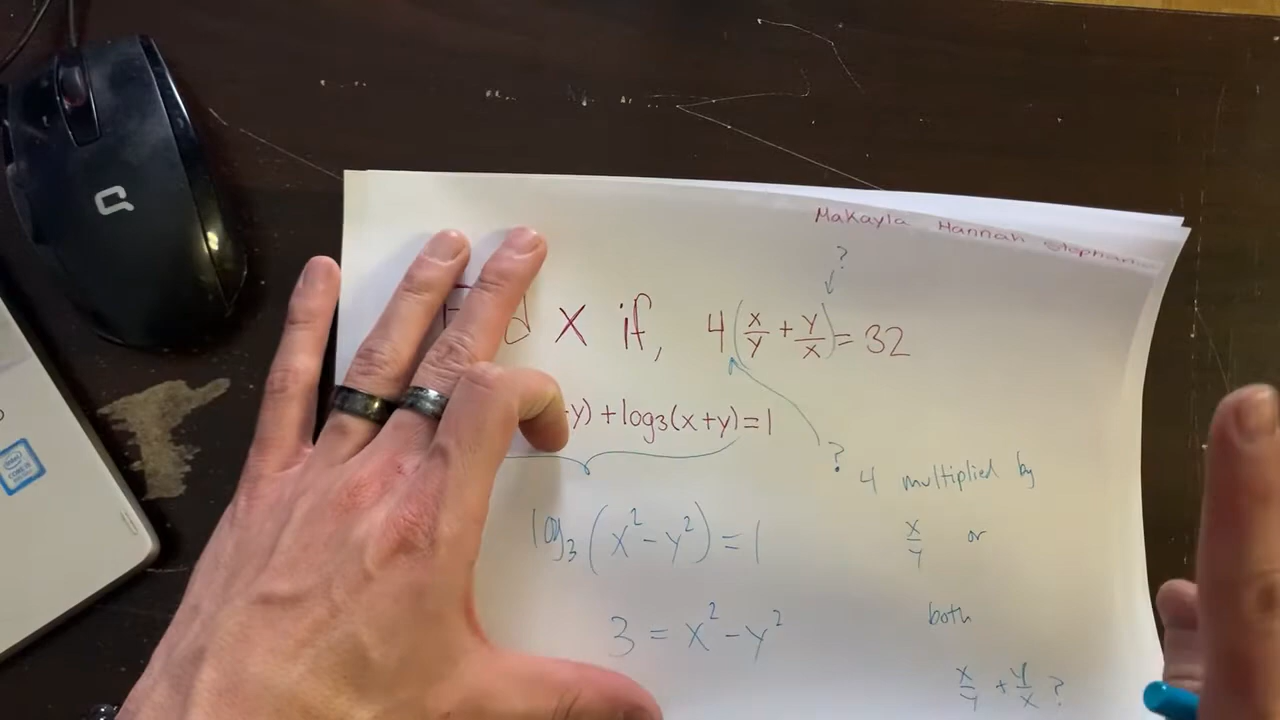 MaKayla Hannah Stephanie
?
x if, 4(x/y + y/x) = 32
-y) + log₃(x+y) = 1
?
4 multiplied by
x/y or
log₃(x² - y²) = 1
both
3 = x² - y²
x/y + y/x ?